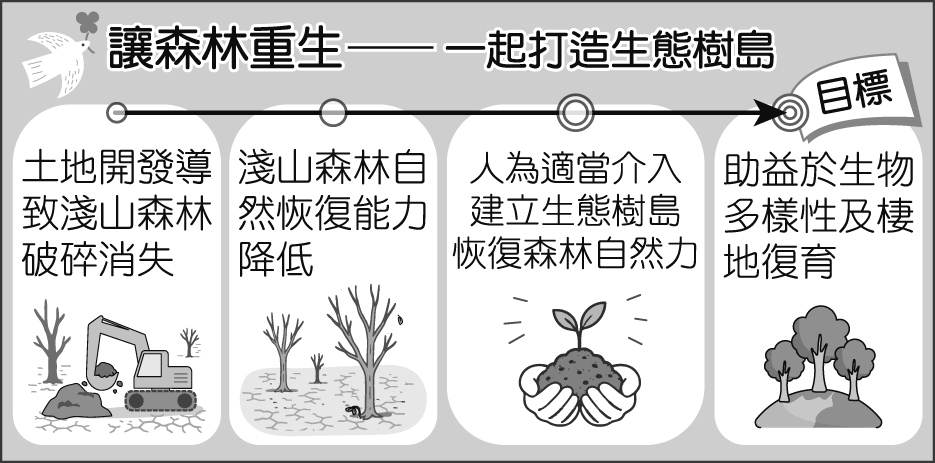 讓森林重生——一起打造生態樹島
目標
土地開發導
致淺山森林
破碎消失
淺山森林自
然恢復能力
降低
人為適當介入
建立生態樹島
恢復森林自然力
助益於生物
多樣性及棲
地復育